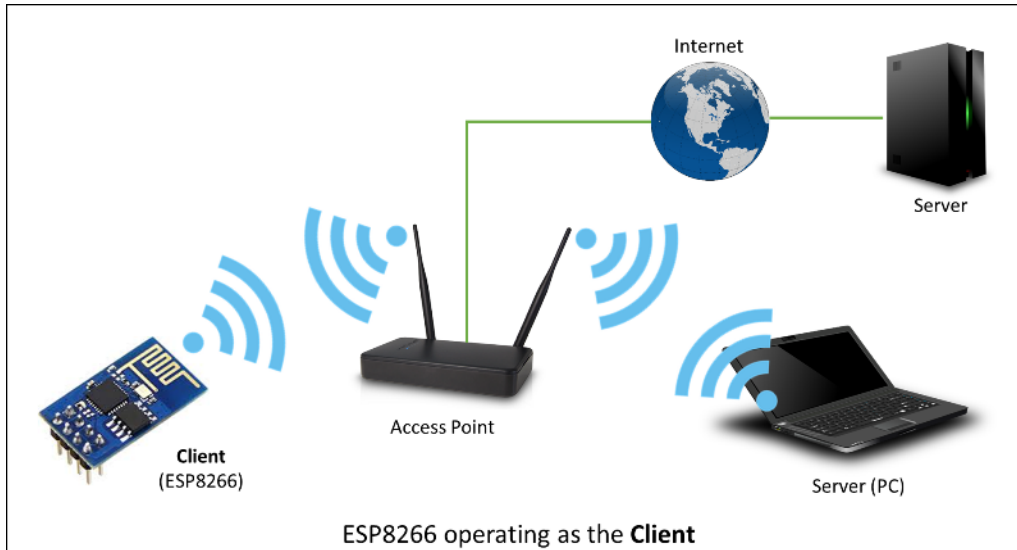 Internet
Server
Access Point
Client
(ESP8266)
Server (PC)
ESP8266 operating as the Client